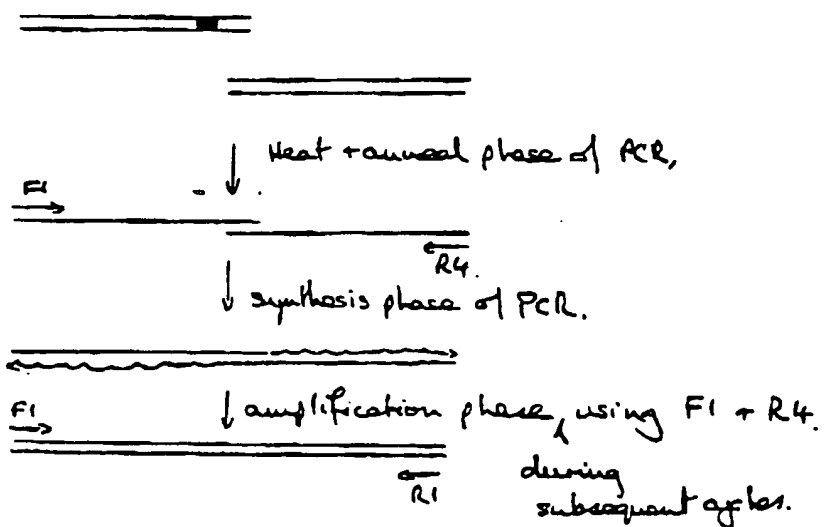 Heat + anneal phase of PCR,
F1
R4.
synthesis phase of PCR.
F1
amplification phase, using F1 + R4.
R1
during
subsequent cycles.